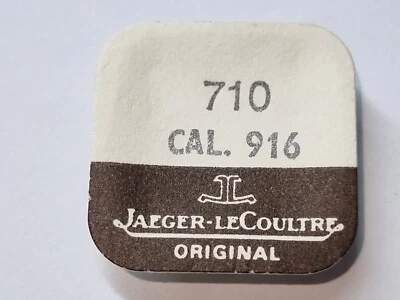 710
CAL. 916
JAEGER-LECOULTRE
ORIGINAL